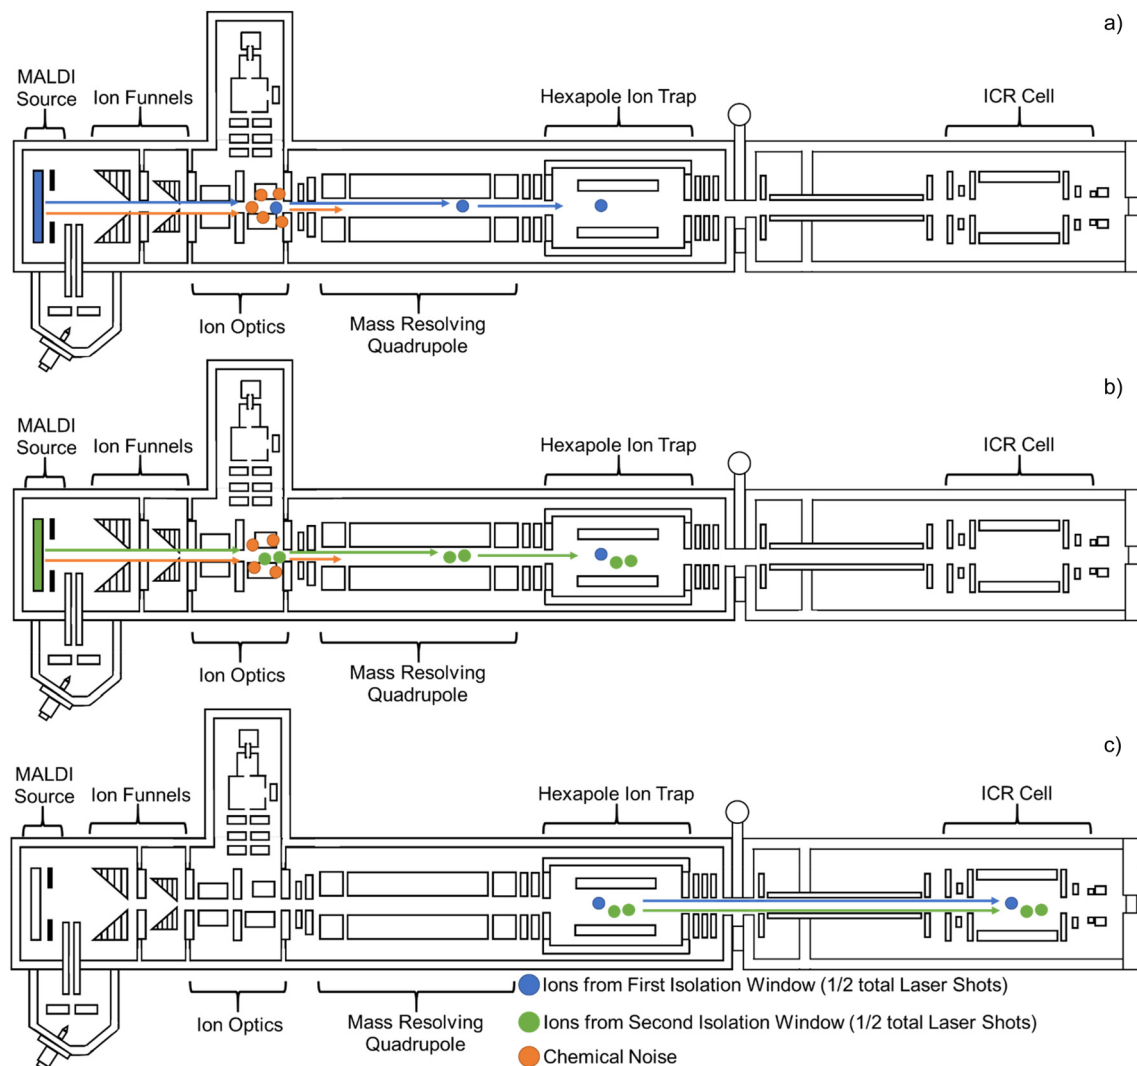 a)
MALDI
Source
Ion Funnels
Hexapole Ion Trap
ICR Cell
Ion Optics
Mass Resolving
Quadrupole
b)
MALDI
Source
Ion Funnels
Hexapole Ion Trap
ICR Cell
Ion Optics
Mass Resolving
Quadrupole
c)
MALDI
Source
Ion Funnels
Hexapole Ion Trap
ICR Cell
Ion Optics
Mass Resolving
Quadrupole
Ions from First Isolation Window (1/2 total Laser Shots)
Ions from Second Isolation Window (1/2 total Laser Shots)
Chemical Noise